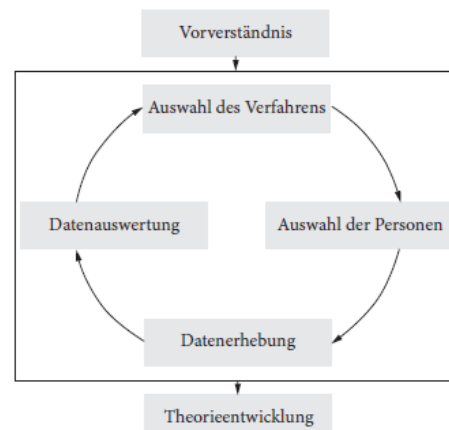 Vorverständnis
Auswahl des Verfahrens
Datenauswertung
Auswahl der Personen
Datenerhebung
Theorieentwicklung